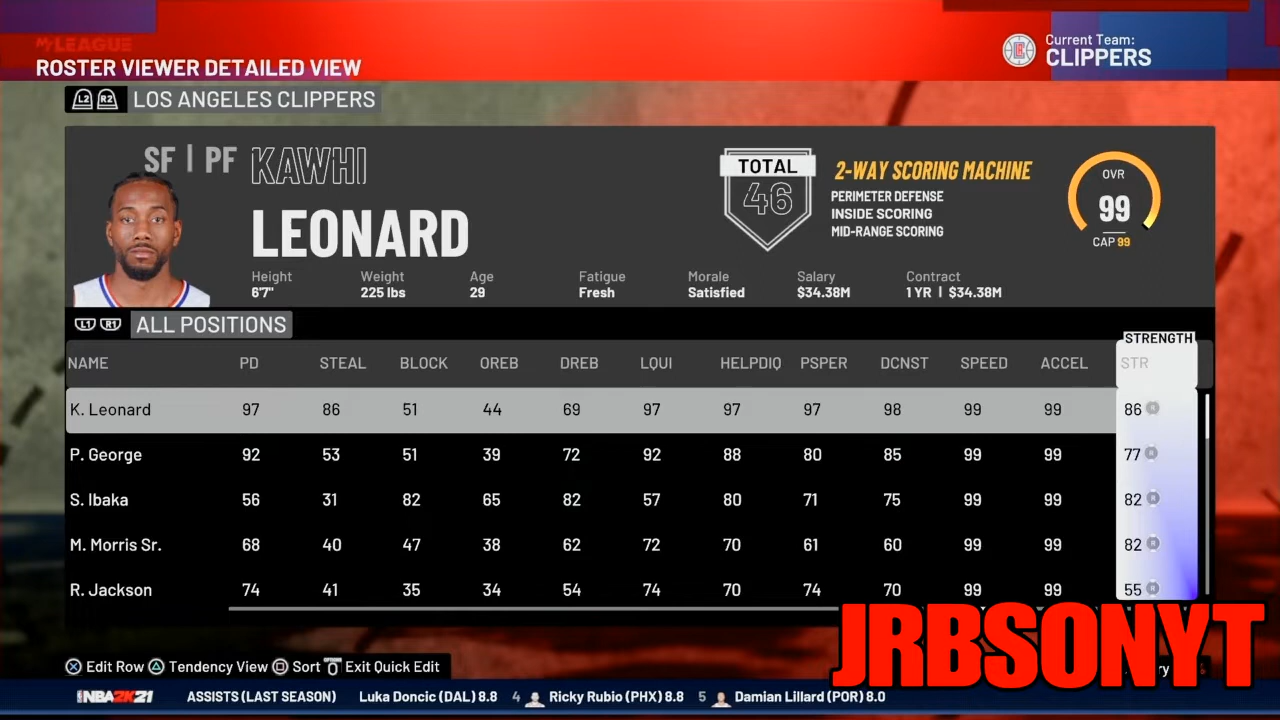 MyLEAGUE
ROSTER VIEWER DETAILED VIEW
Current Team:
CLIPPERS
L2 R2 LOS ANGELES CLIPPERS
SF | PF KAWHI
LEONARD
TOTAL
46
2-WAY SCORING MACHINE
PERIMETER DEFENSE
INSIDE SCORING
MID-RANGE SCORING
OVR
99
CAP 99
Height Weight Age Fatigue Morale Salary Contract
6'7" 225 lbs 29 Fresh Satisfied $34.38M 1 YR | $34.38M
L1 R1 ALL POSITIONS
STRENGTH
NAME PD STEAL BLOCK OREB DREB LQUI HELPDIQ PSPER DCNST SPEED ACCEL STR
K. Leonard 97 86 51 44 69 97 97 97 98 99 99 86
P. George 92 53 51 39 72 92 88 80 85 99 99 77
S. Ibaka 56 31 82 65 82 57 80 71 75 99 99 82
M. Morris Sr. 68 40 47 38 62 72 70 61 60 99 99 82
R. Jackson 74 41 35 34 54 74 70 74 70 99 99 55
JRBSONYT
Edit Row Tendency View Sort Exit Quick Edit
NBA2K21 ASSISTS (LAST SEASON) Luka Doncic (DAL) 8.8 4 Ricky Rubio (PHX) 8.8 5 Damian Lillard (POR) 8.0